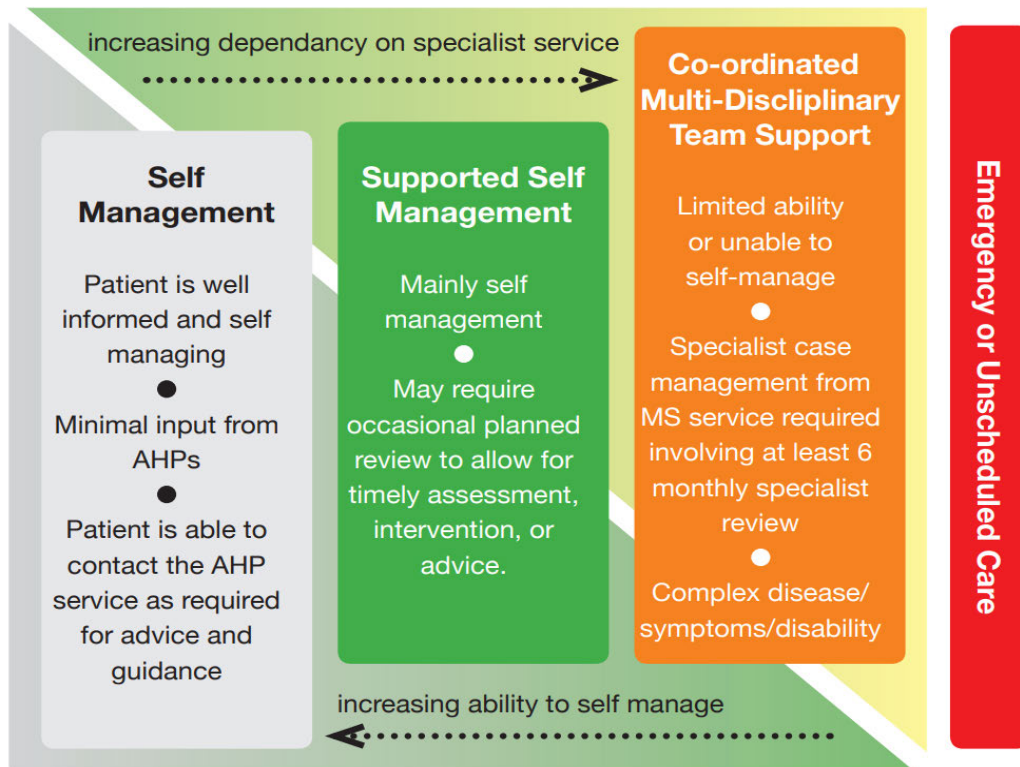 increasing dependancy on specialist service
Self
Management
Patient is well
informed and self
managing
Minimal input from
AHPs
Patient is able to
contact the AHP
service as required
for advice and
guidance
Supported Self
Management
Mainly self
management
May require
occasional planned
review to allow for
timely assessment,
intervention, or
advice.
Co-ordinated
Multi-Discliplinary
Team Support
Limited ability
or unable to
self-manage
Specialist case
management from
MS service required
involving at least 6
monthly specialist
review
Complex disease/
symptoms/disability
Emergency or Unscheduled Care
increasing ability to self manage